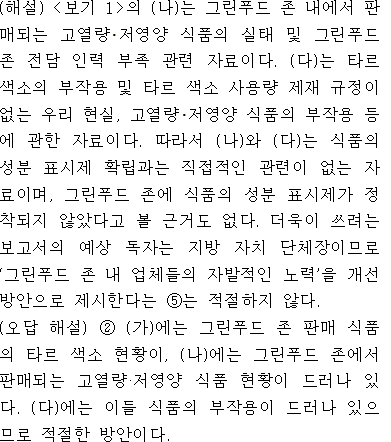 (해설) <보기 1>의 (나)는 그린푸드 존 내에서 판
매되는 고열량·저영양 식품의 실태 및 그린푸드
존 전담 인력 부족 관련 자료이다. (다)는 타르
색소의 부작용 및 타르 색소 사용량 제재 규정이
없는 우리 현실, 고열량·저영양 식품의 부작용 등
에 관한 자료이다. 따라서 (나)와 (다)는 식품의
성분 표시제 확립과는 직접적인 관련이 없는 자
료이며, 그린푸드 존에 식품의 성분 표시제가 정
착되지 않았다고 볼 근거도 없다. 더욱이 쓰려는
보고서의 예상 독자는 지방 자치 단체장이므로
‘그린푸드 존 내 업체들의 자발적인 노력’을 개선
방안으로 제시한다는 ⑤는 적절하지 않다.
(오답 해설) ② (가)에는 그린푸드 존 판매 식품
의 타르 색소 현황이, (나)에는 그린푸드 존에서
판매되는 고열량·저영양 식품 현황이 드러나 있
다. (다)에는 이들 식품의 부작용이 드러나 있으
므로 적절한 방안이다.